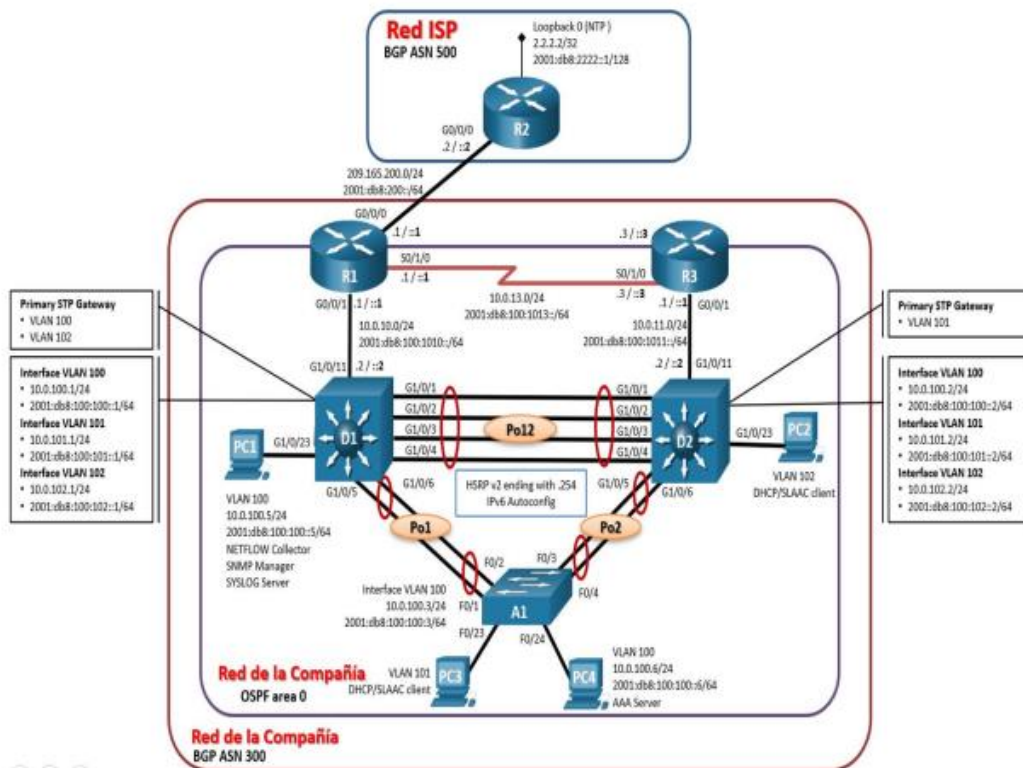 Red ISP
BGP ASN 500
Loopback 0 (NTP )
2.2.2.2/32
2001:db8:2222::1/128
R2
G0/0/0
.2 / ::2
209.165.200.0/24
2001:db8:200::/64
G0/0/0
.1 / ::1
R1
S0/1/0
.1 / ::1
.3 / ::3
R3
S0/1/0
.3 / ::3
10.0.13.0/24
2001:db8:100:1013::/64
G0/0/1
.1 / ::1
10.0.10.0/24
2001:db8:100:1010::/64
G1/0/11
.2 / ::2
.1 / ::1
G0/0/1
10.0.11.0/24
2001:db8:100:1011::/64
.2 / ::2
G1/0/11
Primary STP Gateway
• VLAN 100
• VLAN 102
Interface VLAN 100
• 10.0.100.1/24
• 2001:db8:100:100::1/64
Interface VLAN 101
• 10.0.101.1/24
• 2001:db8:100:101::1/64
Interface VLAN 102
• 10.0.102.1/24
• 2001:db8:100:102::1/64
Primary STP Gateway
• VLAN 101
Interface VLAN 100
• 10.0.100.2/24
• 2001:db8:100:100::2/64
Interface VLAN 101
• 10.0.101.2/24
• 2001:db8:100:101::2/64
Interface VLAN 102
• 10.0.102.2/24
• 2001:db8:100:102::2/64
D1
G1/0/1
G1/0/2
G1/0/3
G1/0/4
Po12
G1/0/1
G1/0/2
G1/0/3
G1/0/4
D2
PC1
G1/0/23
VLAN 100
10.0.100.5/24
2001:db8:100:100::5/64
NETFLOW Collector
SNMP Manager
SYSLOG Server
G1/0/23
PC2
VLAN 102
DHCP/SLAAC client
G1/0/5
G1/0/6
HSRP v2 ending with .254
IPv6 Autoconfig
G1/0/5
G1/0/6
Po1
Po2
F0/2
F0/1
F0/3
F0/4
Interface VLAN 100
10.0.100.3/24
2001:db8:100:100:3/64
A1
F0/23
F0/24
VLAN 101
DHCP/SLAAC client
PC3
PC4
VLAN 100
10.0.100.6/24
2001:db8:100:100::6/64
AAA Server
Red de la Compañía
OSPF area 0
Red de la Compañía
BGP ASN 300